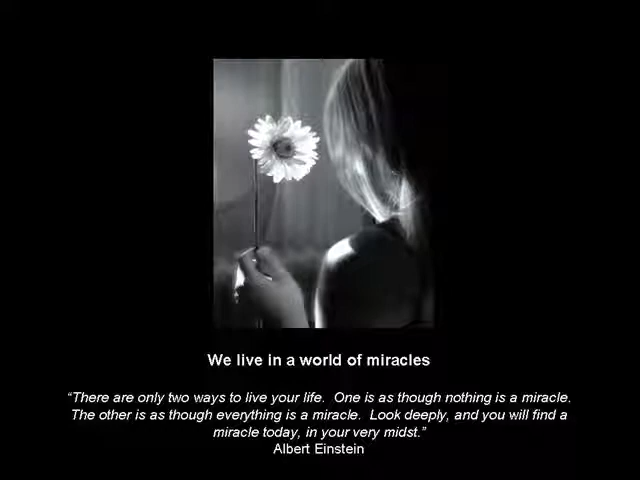 We live in a world of miracles
“There are only two ways to live your life.  One is as though nothing is a miracle.
The other is as though everything is a miracle.  Look deeply, and you will find a
miracle today, in your very midst.”
Albert Einstein